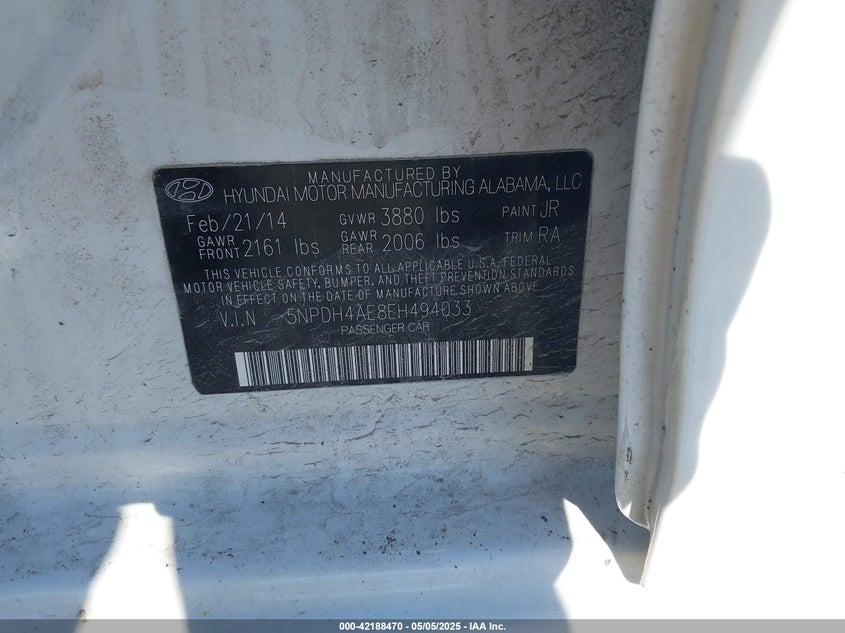 MANUFACTURED BY
HYUNDAI MOTOR MANUFACTURING ALABAMA, LLC
Feb/21/14 GVWR 3880 lbs PAINT JR
GAWR FRONT 2161 lbs GAWR REAR 2006 lbs TRIM RA
THIS VEHICLE CONFORMS TO ALL APPLICABLE U.S.A. FEDERAL
MOTOR VEHICLE SAFETY, BUMPER, AND THEFT PREVENTION STANDARDS
IN EFFECT ON THE DATE OF MANUFACTURE SHOWN ABOVE.
V.I.N 5NPDH4AE8EH494033
PASSENGER CAR
000-42188470 — 05/05/2025 — IAA Inc.